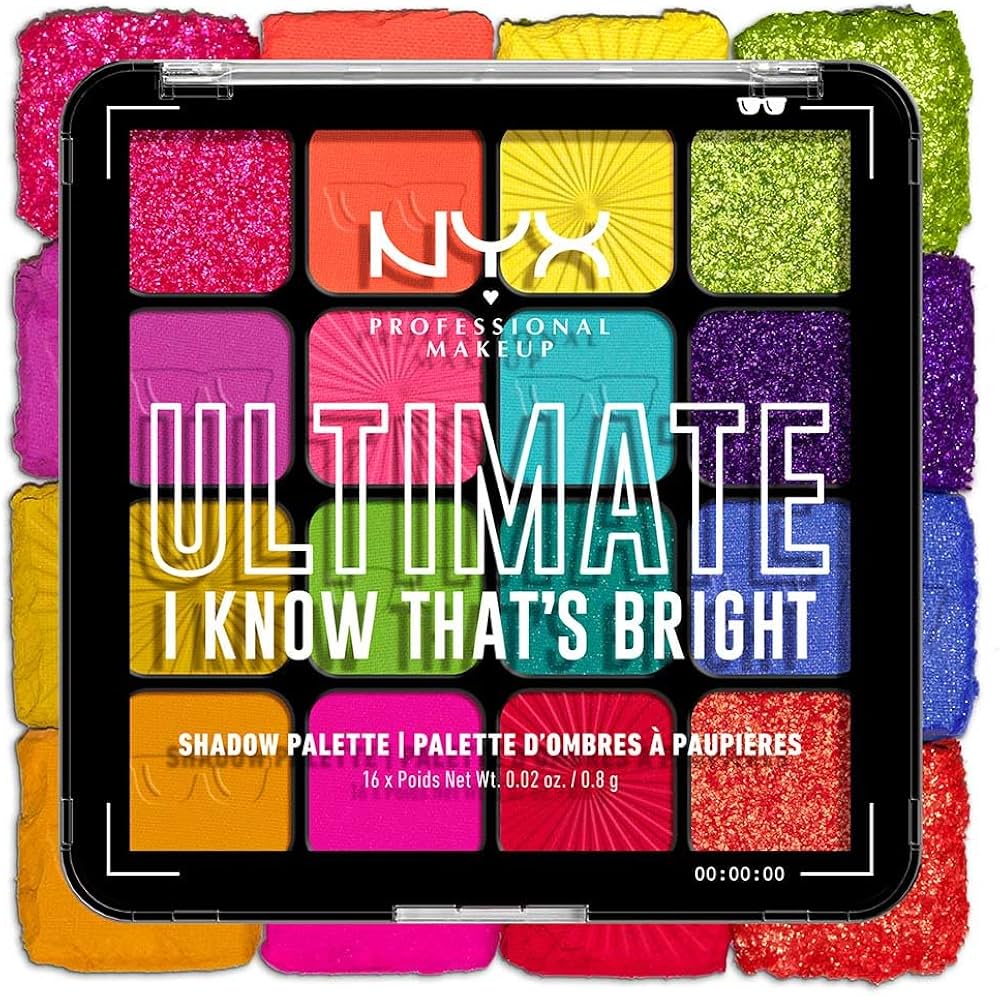 NYX
PROFESSIONAL
MAKEUP
ULTIMATE
I KNOW THAT'S BRIGHT
SHADOW PALETTE | PALETTE D'OMBRES À PAUPIÈRES
16 x Poids Net Wt. 0.02 oz. / 0.8 g
00:00:00